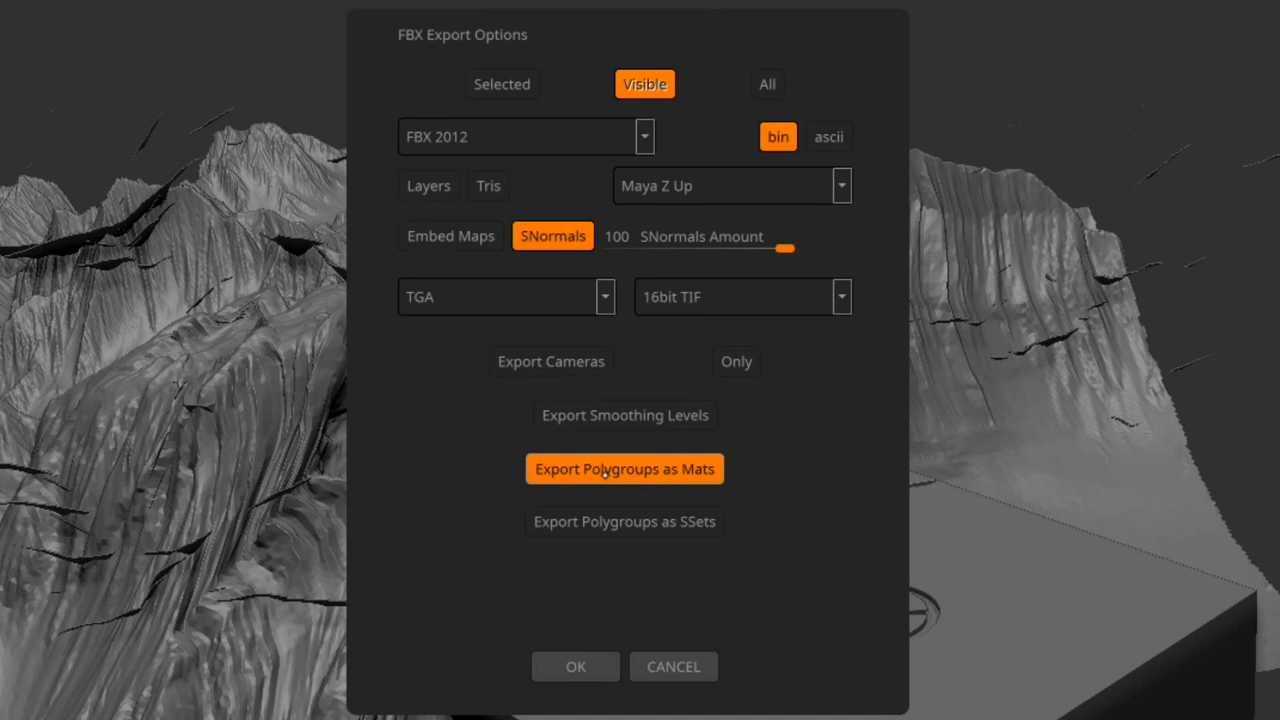 FBX Export Options
Selected Visible All
FBX 2012 bin ascii
Layers Tris Maya Z Up
Embed Maps SNormals 100 SNormals Amount
TGA 16bit TIF
Export Cameras Only
Export Smoothing Levels
Export Polygroups as Mats
Export Polygroups as SSets
OK CANCEL